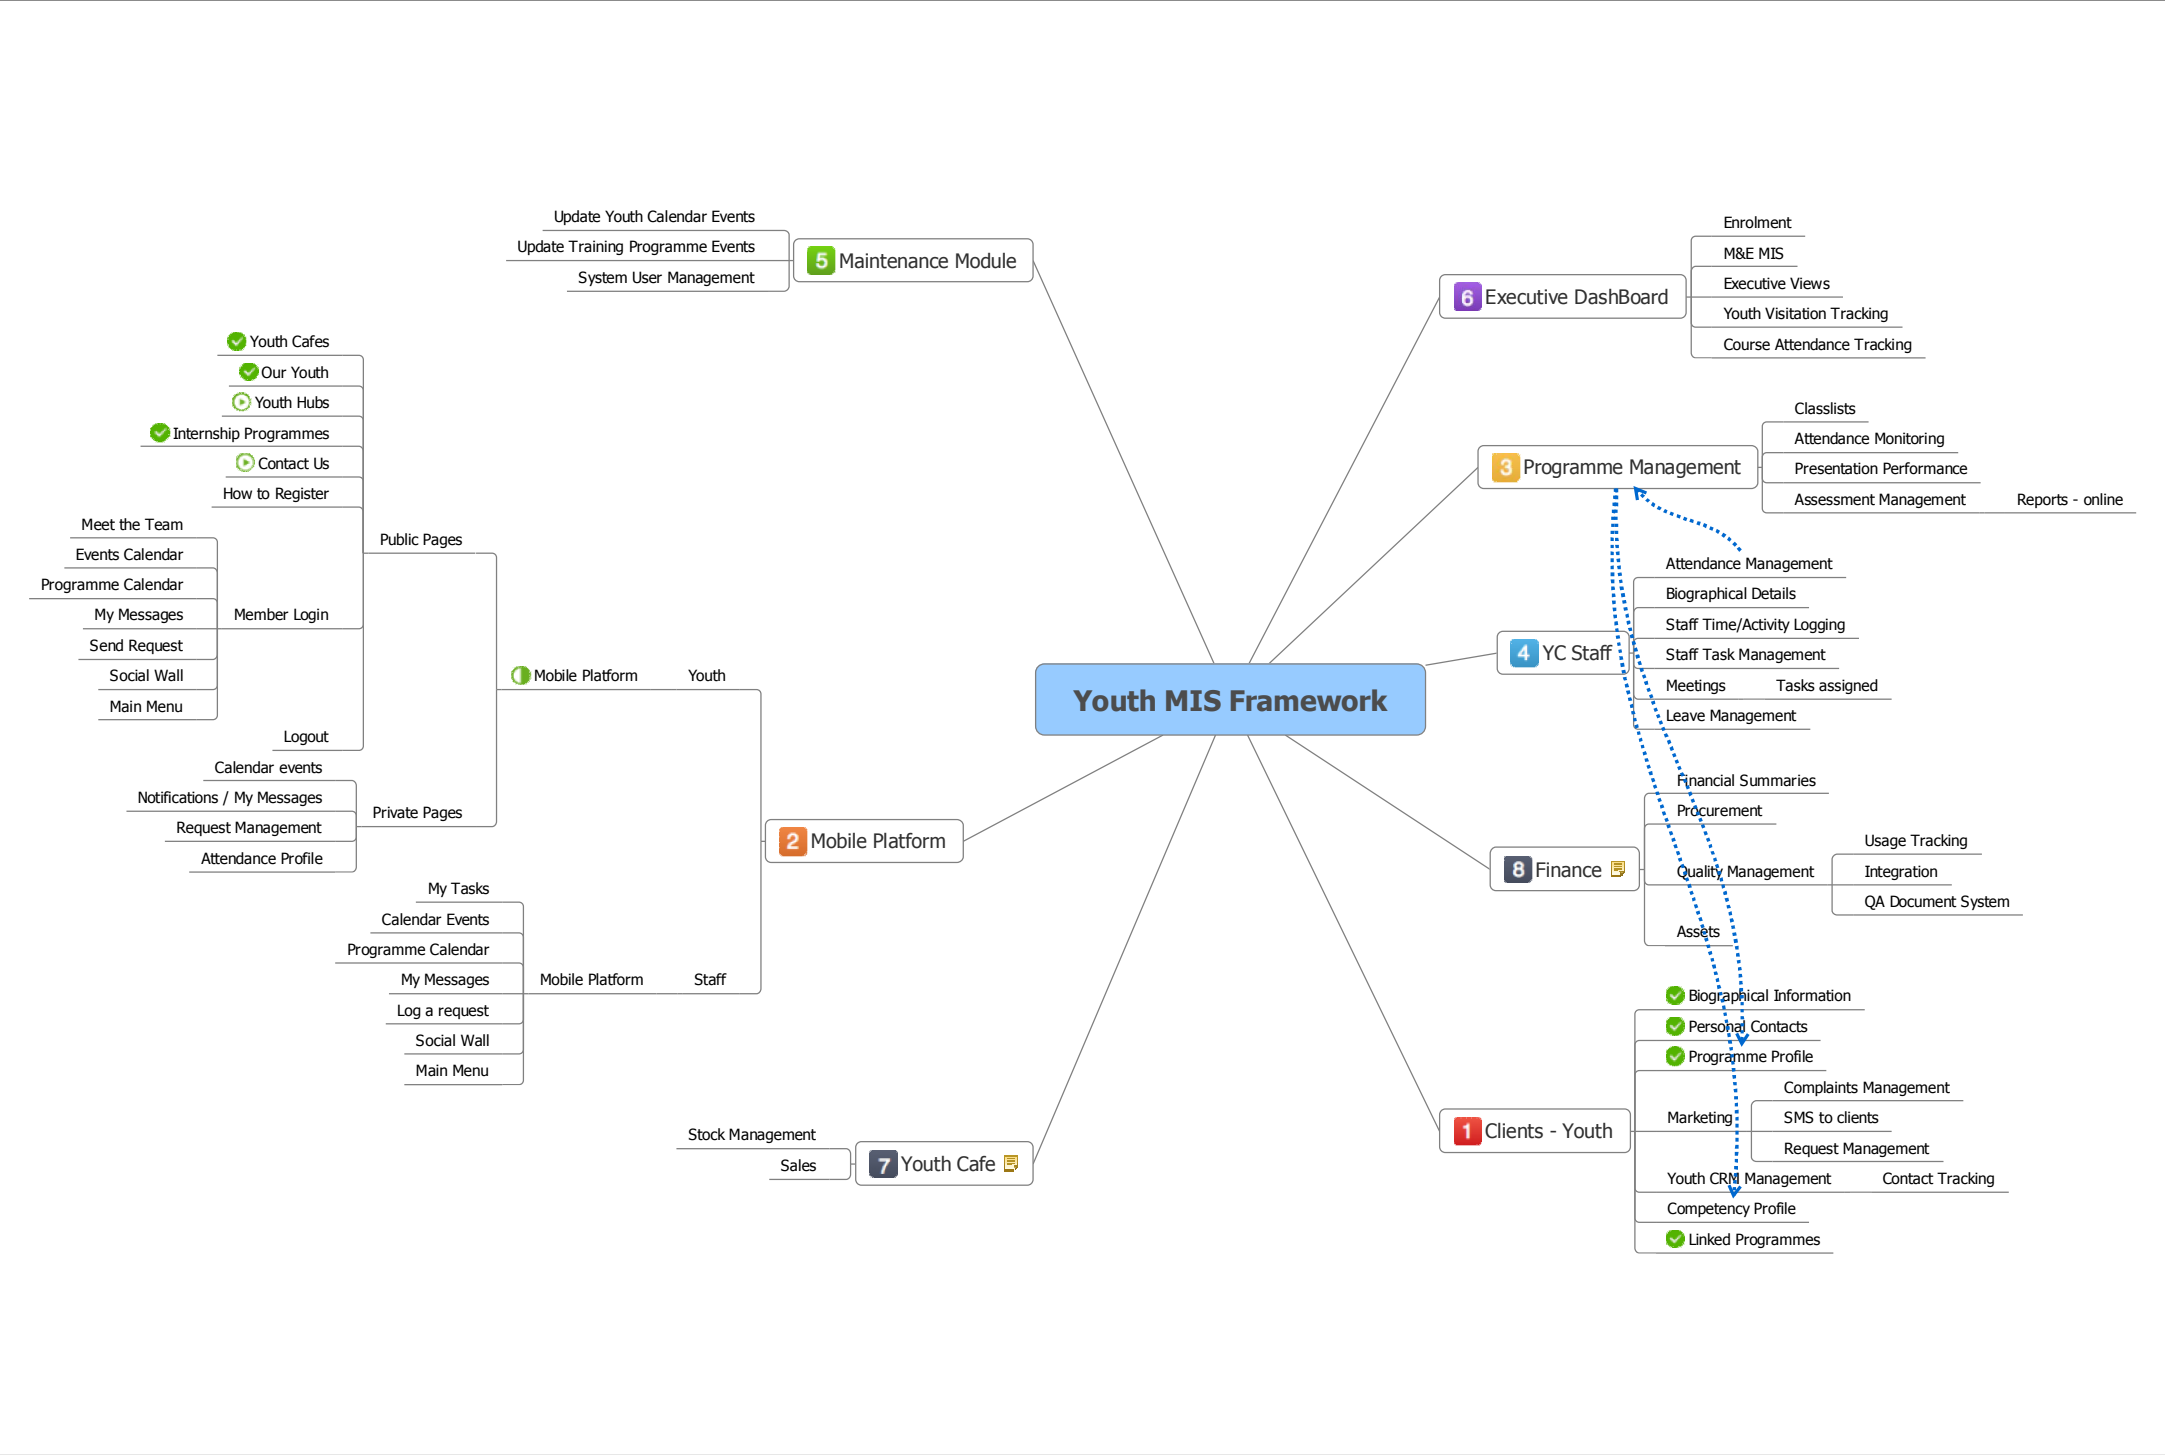 Youth MIS Framework
5 Maintenance Module
Update Youth Calendar Events
Update Training Programme Events
System User Management
2 Mobile Platform
Youth
Mobile Platform
Public Pages
Youth Cafes
Our Youth
Youth Hubs
Internship Programmes
Contact Us
How to Register
Member Login
Meet the Team
Events Calendar
Programme Calendar
My Messages
Send Request
Social Wall
Main Menu
Logout
Private Pages
Calendar events
Notifications / My Messages
Request Management
Attendance Profile
Staff
Mobile Platform
My Tasks
Calendar Events
Programme Calendar
My Messages
Log a request
Social Wall
Main Menu
7 Youth Cafe
Stock Management
Sales
6 Executive DashBoard
Enrolment
M&E MIS
Executive Views
Youth Visitation Tracking
Course Attendance Tracking
3 Programme Management
Classlists
Attendance Monitoring
Presentation Performance
Assessment Management
Reports - online
4 YC Staff
Attendance Management
Biographical Details
Staff Time/Activity Logging
Staff Task Management
Meetings
Tasks assigned
Leave Management
8 Finance
Financial Summaries
Procurement
Quality Management
Usage Tracking
Integration
QA Document System
Assets
1 Clients - Youth
Biographical Information
Personal Contacts
Programme Profile
Marketing
Complaints Management
SMS to clients
Request Management
Youth CRM Management
Contact Tracking
Competency Profile
Linked Programmes